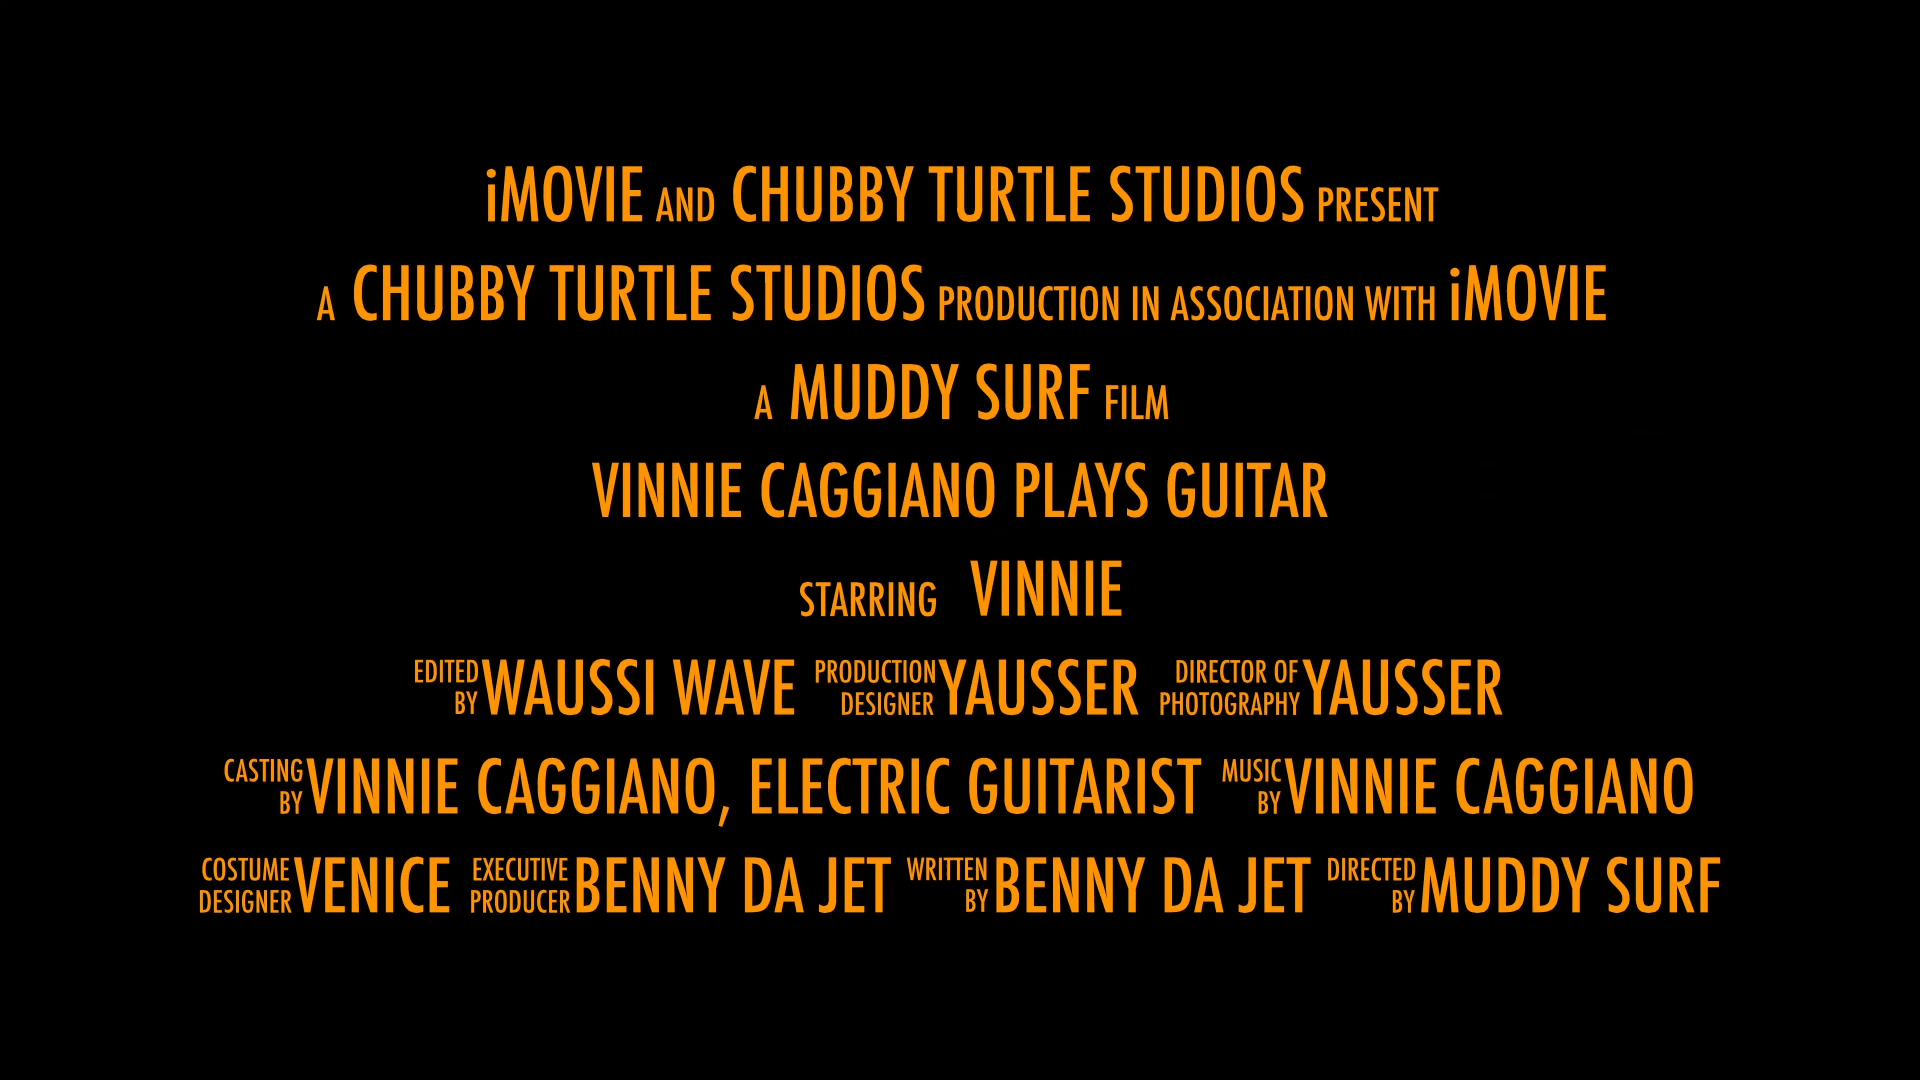 iMOVIE AND CHUBBY TURTLE STUDIOS PRESENT
A CHUBBY TURTLE STUDIOS PRODUCTION IN ASSOCIATION WITH iMOVIE
A MUDDY SURF FILM
VINNIE CAGGIANO PLAYS GUITAR
STARRING VINNIE
EDITED BY WAUSSI WAVE PRODUCTION DESIGNER YAUSSER DIRECTOR OF PHOTOGRAPHY YAUSSER
CASTING BY VINNIE CAGGIANO, ELECTRIC GUITARIST MUSIC BY VINNIE CAGGIANO
COSTUME DESIGNER VENICE EXECUTIVE PRODUCER BENNY DA JET WRITTEN BY BENNY DA JET DIRECTED BY MUDDY SURF